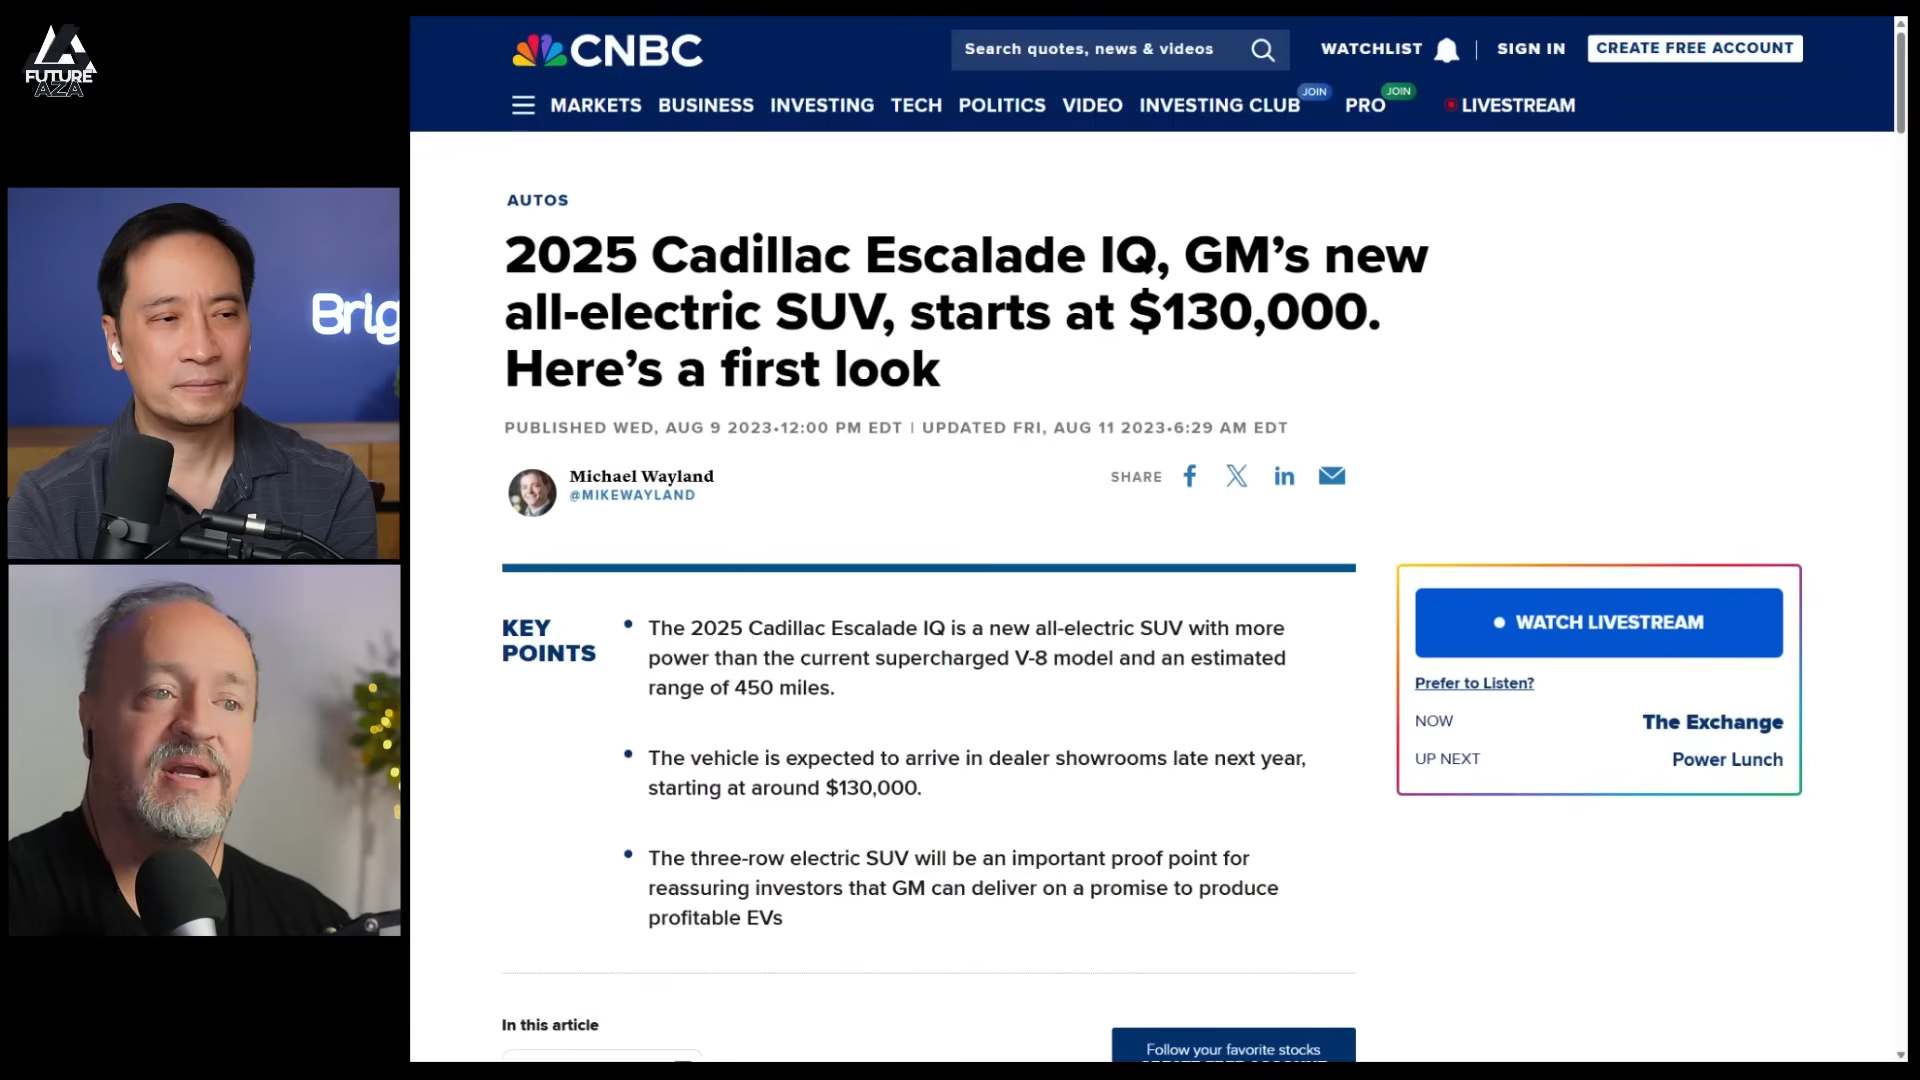 FUTURE
AZA
Brig
CNBC
Search quotes, news & videos
WATCHLIST
SIGN IN
CREATE FREE ACCOUNT
MARKETS BUSINESS INVESTING TECH POLITICS VIDEO INVESTING CLUB JOIN PRO JOIN LIVESTREAM
AUTOS
2025 Cadillac Escalade IQ, GM’s new
all-electric SUV, starts at $130,000.
Here’s a first look
PUBLISHED WED, AUG 9 2023•12:00 PM EDT | UPDATED FRI, AUG 11 2023•6:29 AM EDT
Michael Wayland
@MIKEWAYLAND
SHARE
KEY
POINTS
• The 2025 Cadillac Escalade IQ is a new all-electric SUV with more
power than the current supercharged V-8 model and an estimated
range of 450 miles.
• The vehicle is expected to arrive in dealer showrooms late next year,
starting at around $130,000.
• The three-row electric SUV will be an important proof point for
reassuring investors that GM can deliver on a promise to produce
profitable EVs
WATCH LIVESTREAM
Prefer to Listen?
NOW The Exchange
UP NEXT Power Lunch
In this article
Follow your favorite stocks